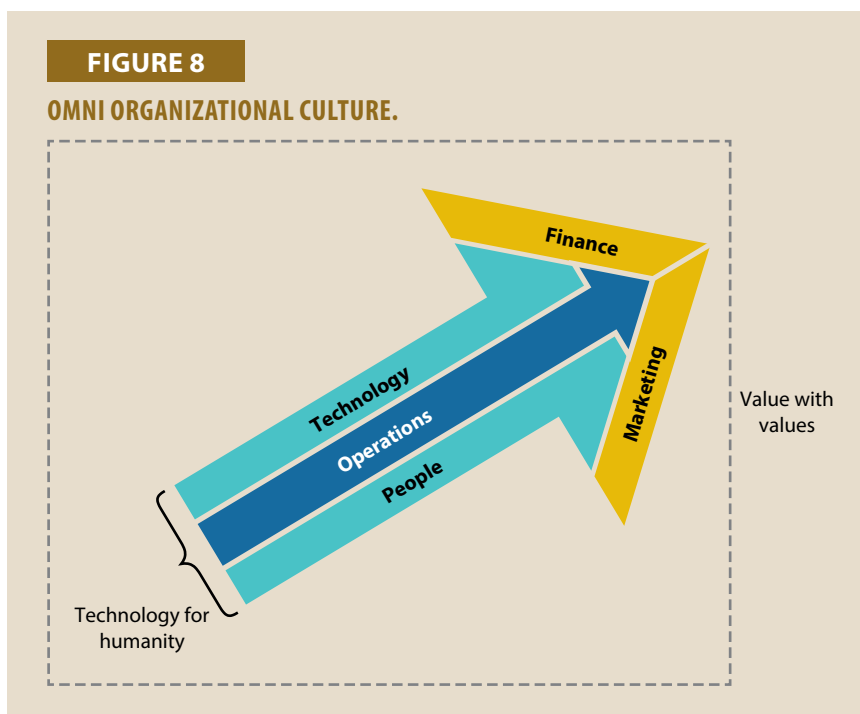 FIGURE 8
OMNI ORGANIZATIONAL CULTURE.
Finance
Technology
Operations
People
Marketing
Value with
values
Technology for
humanity